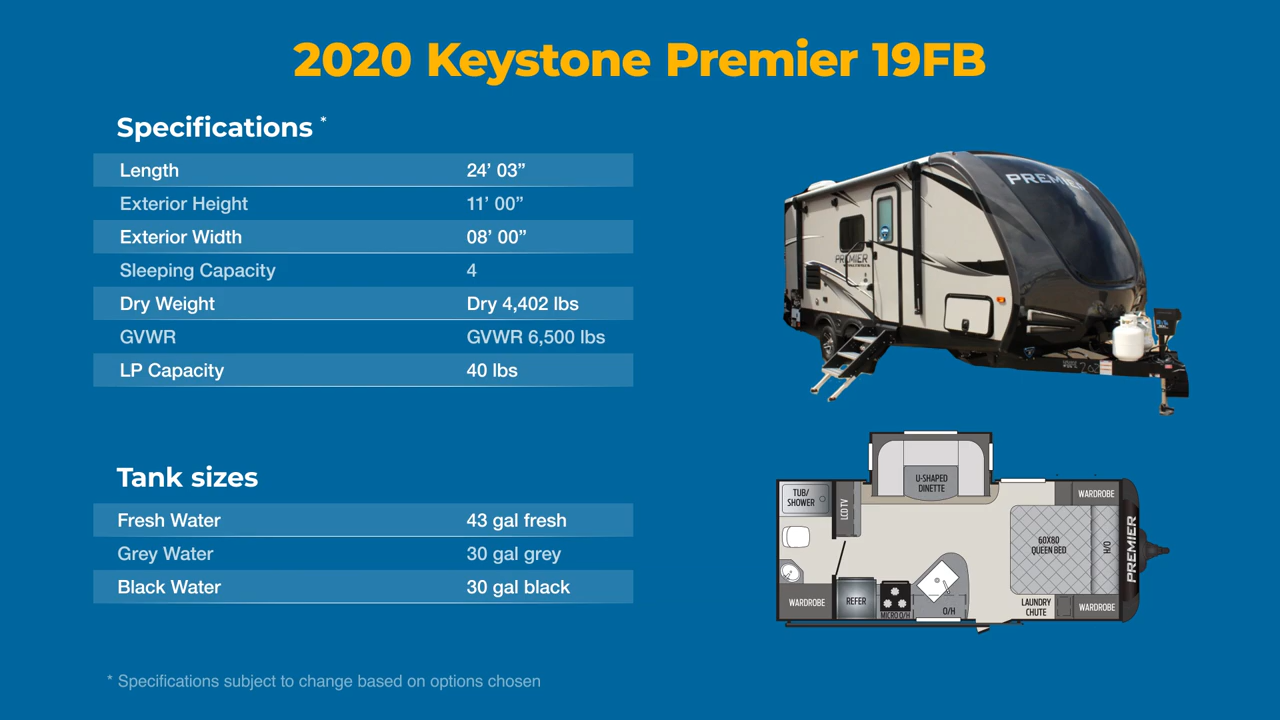 2020 Keystone Premier 19FB
Specifications *
Length 24' 03”
Exterior Height 11' 00”
Exterior Width 08' 00”
Sleeping Capacity 4
Dry Weight Dry 4,402 lbs
GVWR GVWR 6,500 lbs
LP Capacity 40 lbs
Tank sizes
Fresh Water 43 gal fresh
Grey Water 30 gal grey
Black Water 30 gal black
* Specifications subject to change based on options chosen
PREMIER
PREMIER
U-SHAPED
DINETTE
TUB/
SHOWER
LCD TV
WARDROBE
60X80
QUEEN BED
H/O
PREMIER
WARDROBE
REFER
MICRO O/H
O/H
LAUNDRY
CHUTE
WARDROBE